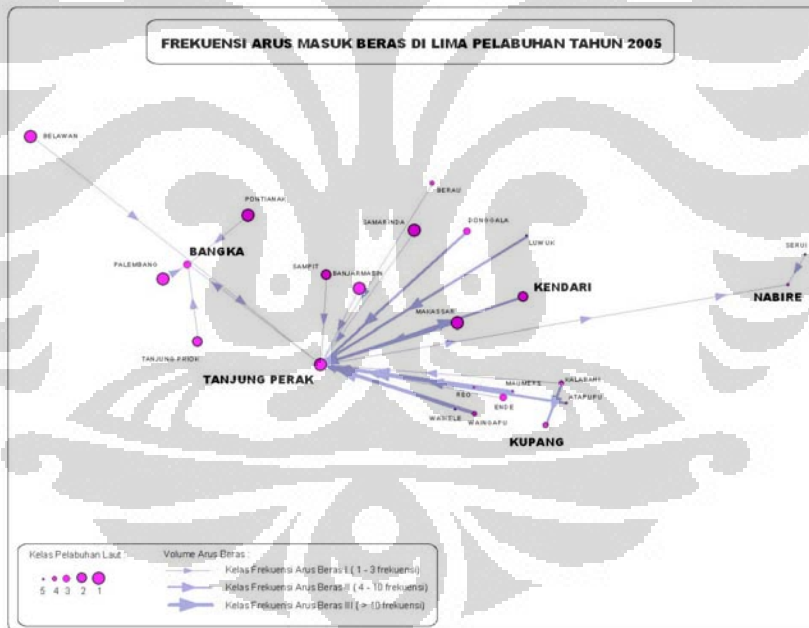 FREKUENSI ARUS MASUK BERAS DI LIMA PELABUHAN TAHUN 2005
BELAWAN
BERAU
PONTIANAK
SAMARINDA
DONGGALA
LUWUK
SERUI
BANGKA
PALEMBANG
SAMPIT
BANJARMASIN
KENDARI
NABIRE
MAKASSAR
TANJUNG PRIOK
TANJUNG PERAK
KALABAHI
MAUMERE
REO
ENDE
ATAPUPU
WAINGAPU
KUPANG
Kelas Pelabuhan Laut :
5 4 3 2 1
Volume Arus Beras :
Kelas Frekuensi Arus Beras I ( 1 - 3 frekuensi)
Kelas Frekuensi Arus Beras II ( 4 - 10 frekuensi)
Kelas Frekuensi Arus Beras III ( > 10 frekuensi)